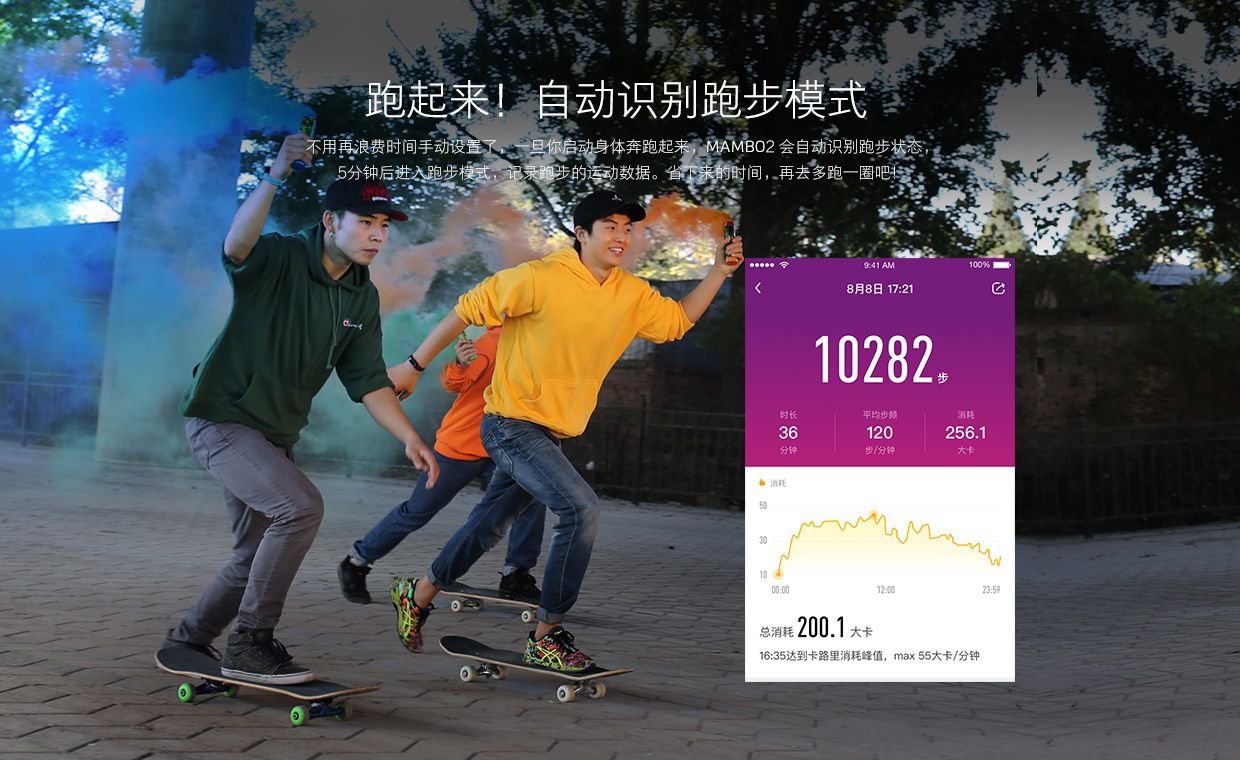 跑起来！自动识别跑步模式
不用再浪费时间手动设置了，一旦你启动身体奔跑起来，MAMBO2 会自动识别跑步状态，
5分钟后进入跑步模式，记录跑步的运动数据。省下来的时间，再去多跑一圈吧！
9:41 AM 100%
8月8日 17:21
10282 步
时长 平均步频 消耗
36 120 256.1
分钟 步/分钟 大卡
消耗
50
30
10
00:00 12:00 23:59
总消耗 200.1 大卡
16:35达到卡路里消耗峰值，max 55大卡/分钟